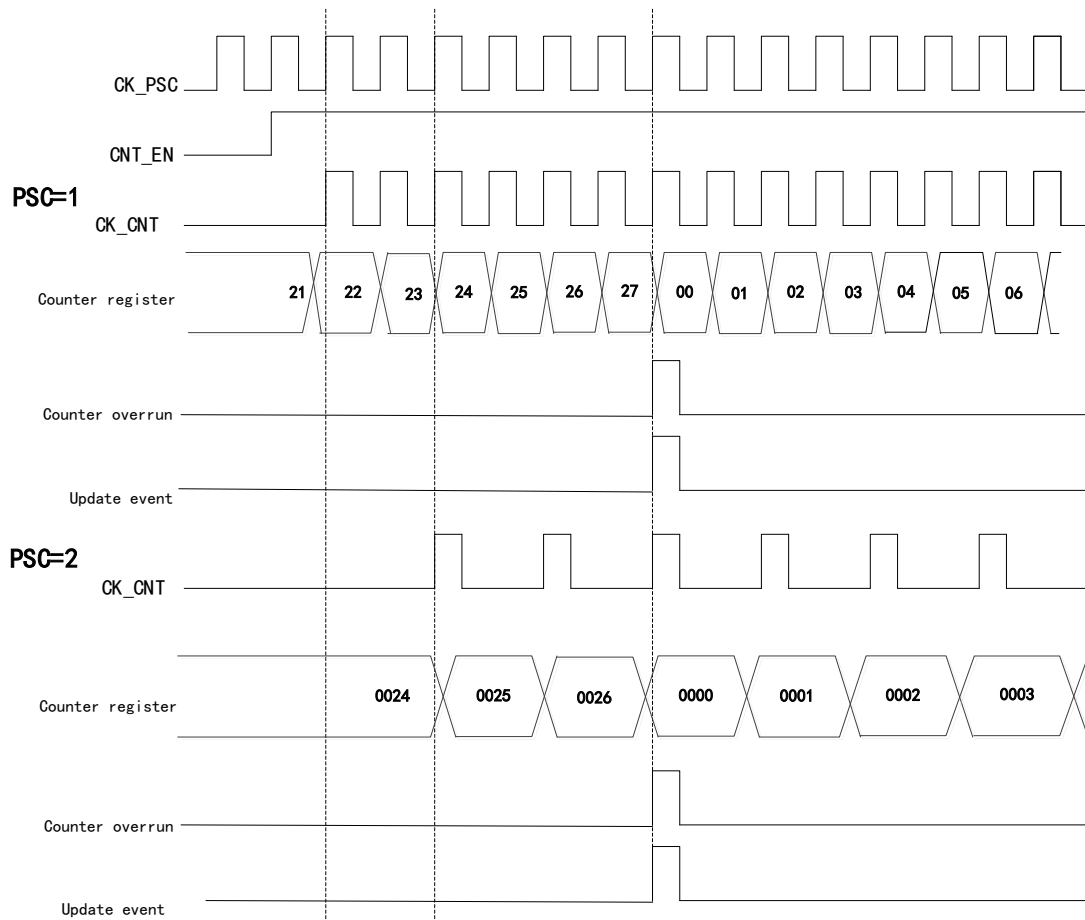 CK_PSC
CNT_EN
PSC=1
CK_CNT
Counter register 21 22 23 24 25 26 27 00 01 02 03 04 05 06
Counter overrun
Update event
PSC=2
CK_CNT
Counter register 0024 0025 0026 0000 0001 0002 0003
Counter overrun
Update event